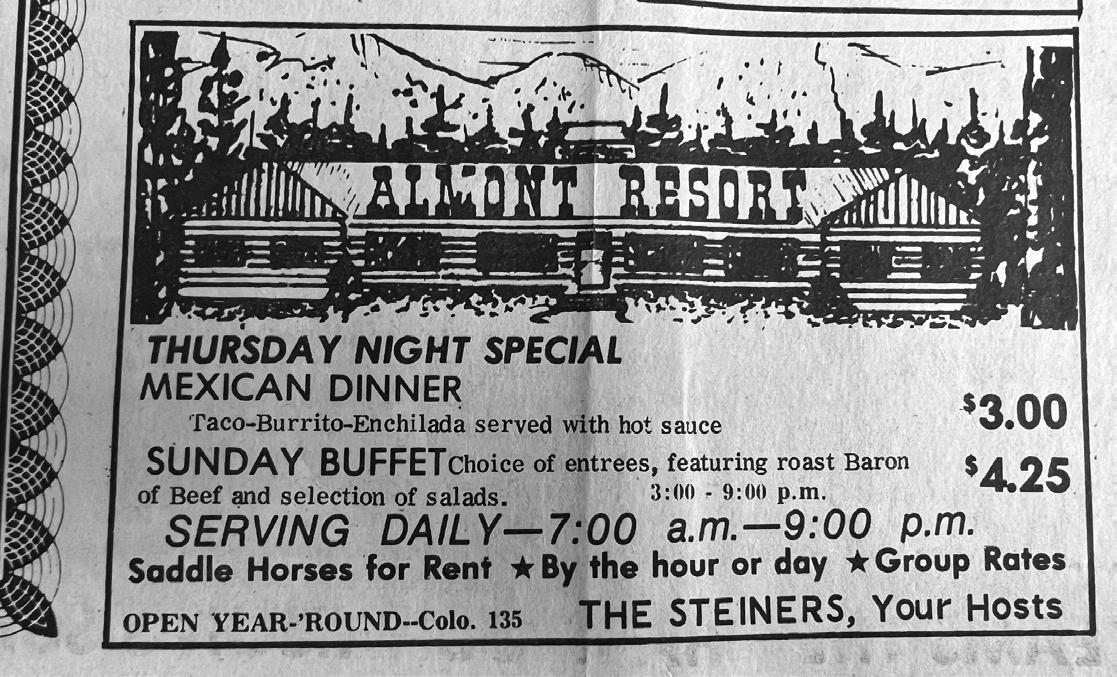 ALMONT RESORT
THURSDAY NIGHT SPECIAL
MEXICAN DINNER
Taco-Burrito-Enchilada served with hot sauce
$3.00
SUNDAY BUFFET Choice of entrees, featuring roast Baron
of Beef and selection of salads. 3:00 - 9:00 p.m.
$4.25
SERVING DAILY—7:00 a.m.—9:00 p.m.
Saddle Horses for Rent ★ By the hour or day ★ Group Rates
OPEN YEAR-'ROUND--Colo. 135 THE STEINERS, Your Hosts